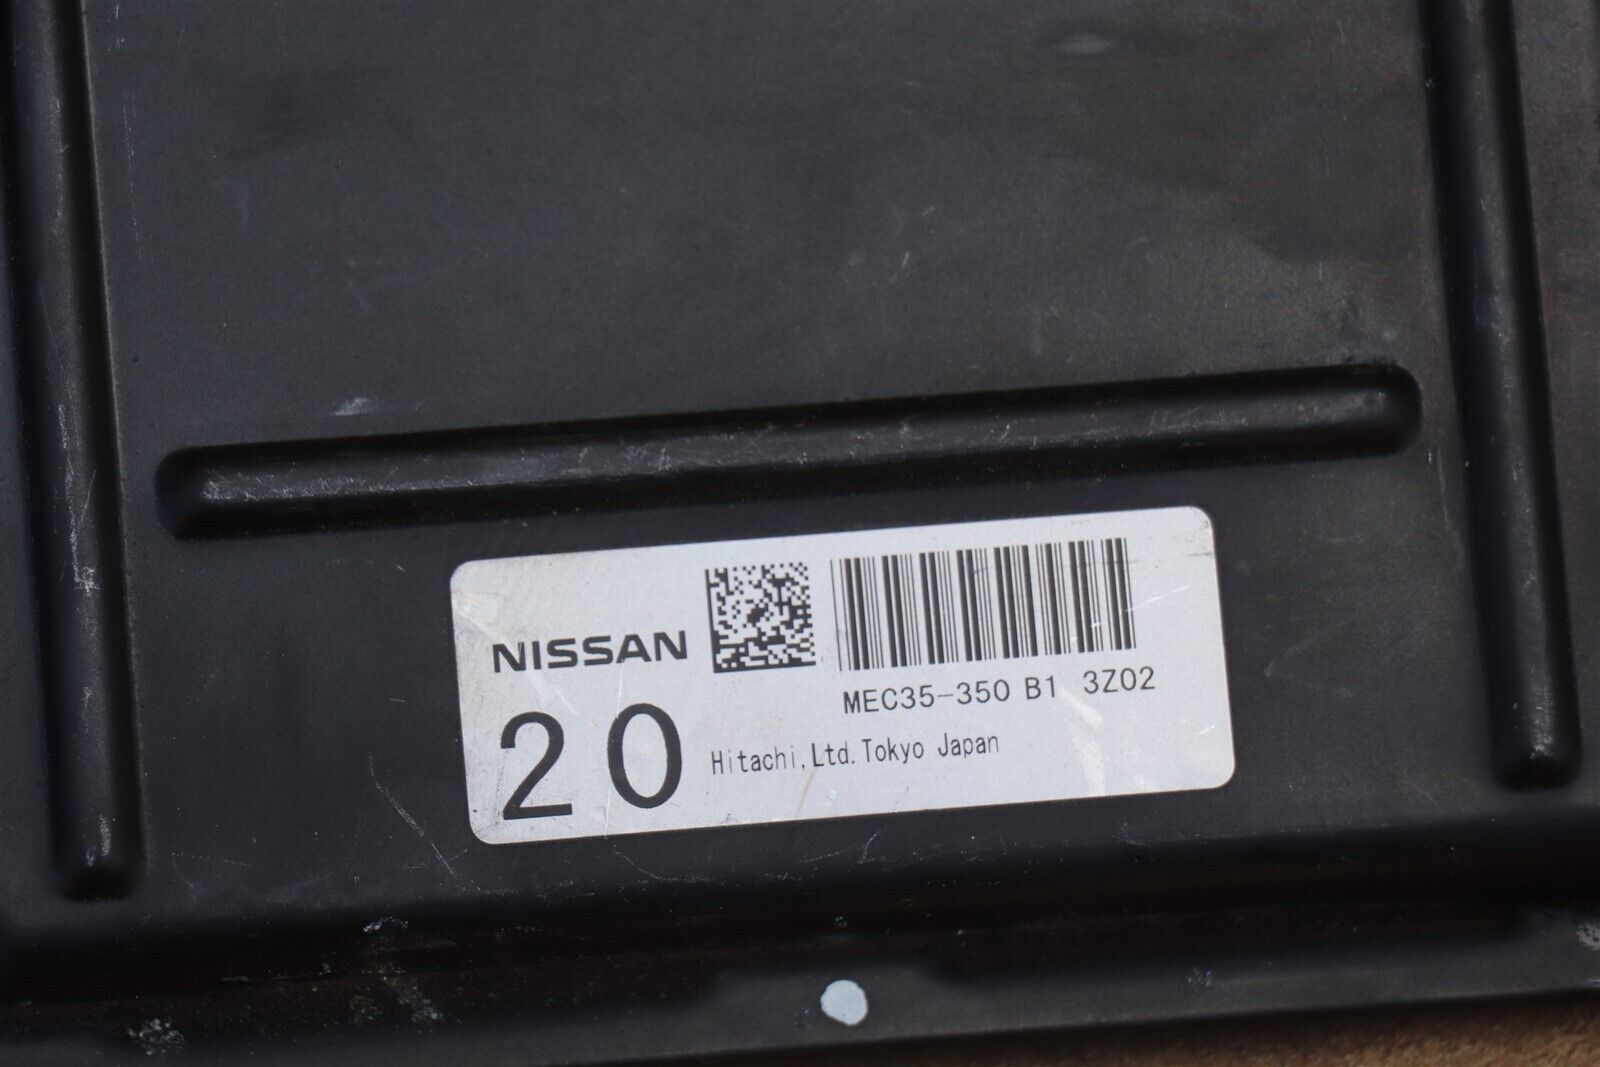 NISSAN
MEC35-350 B1 3Z02
20
Hitachi,Ltd.Tokyo Japan